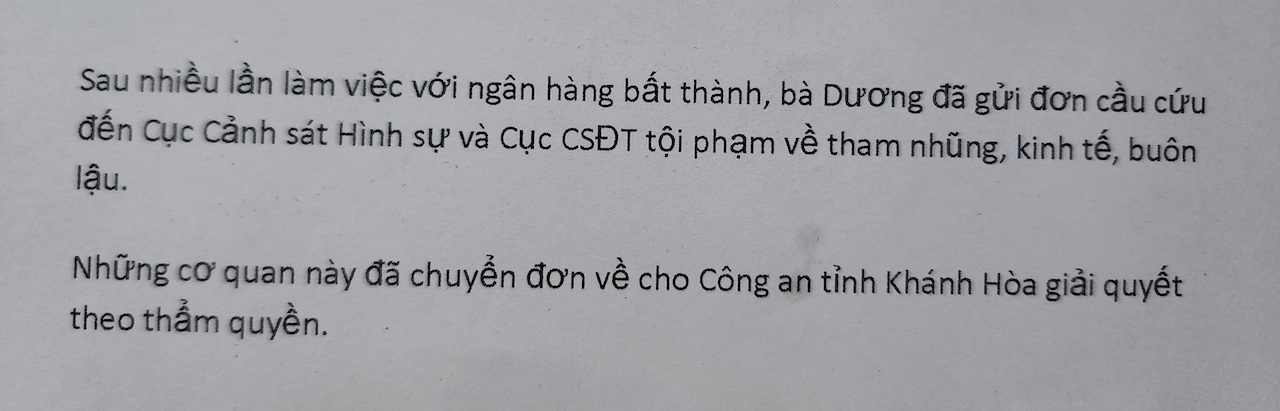 Sau nhiều lần làm việc với ngân hàng bất thành, bà Dương đã gửi đơn cầu cứu
đến Cục Cảnh sát Hình sự và Cục CSĐT tội phạm về tham nhũng, kinh tế, buôn
lậu.
Những cơ quan này đã chuyển đơn về cho Công an tỉnh Khánh Hòa giải quyết
theo thẩm quyền.